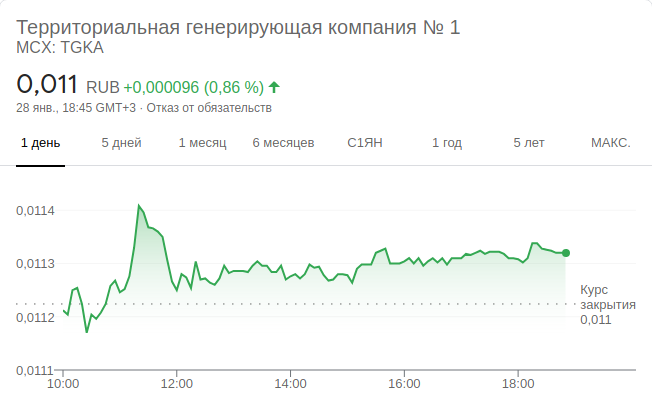 Территориальная генерирующая компания № 1
MCX: TGKA
0,011 RUB +0,000096 (0,86 %)
28 янв., 18:45 GMT+3 · Отказ от обязательств
1 день 5 дней 1 месяц 6 месяцев С1ЯН 1 год 5 лет МАКС.
0,0114
0,0113
Курс
закрытия
0,0112
0,011
0,0111
10:00 12:00 14:00 16:00 18:00